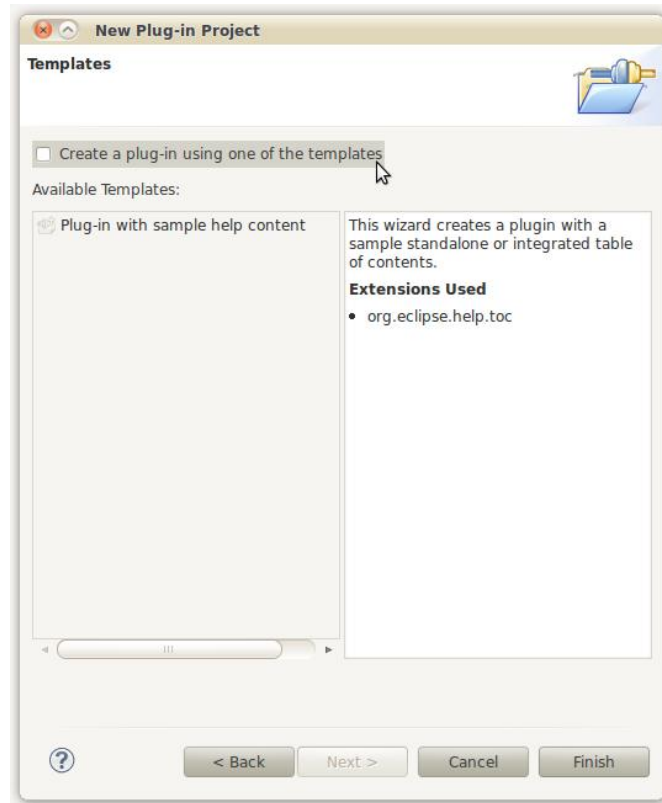 New Plug-in Project
Templates
Create a plug-in using one of the templates
Available Templates:
Plug-in with sample help content
This wizard creates a plugin with a
sample standalone or integrated table
of contents.
Extensions Used
• org.eclipse.help.toc
?
< Back
Next >
Cancel
Finish